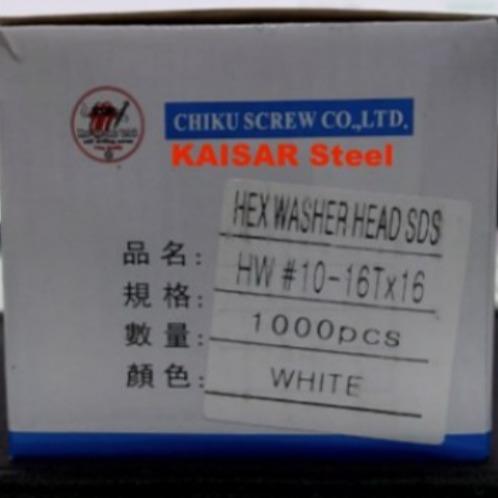 CHIKU SCREW CO.,LTD.
KAISAR Steel
品名: HEX WASHER HEAD SDS
規格: HW #10-16Tx16
數量: 1000pcs
顏色: WHITE